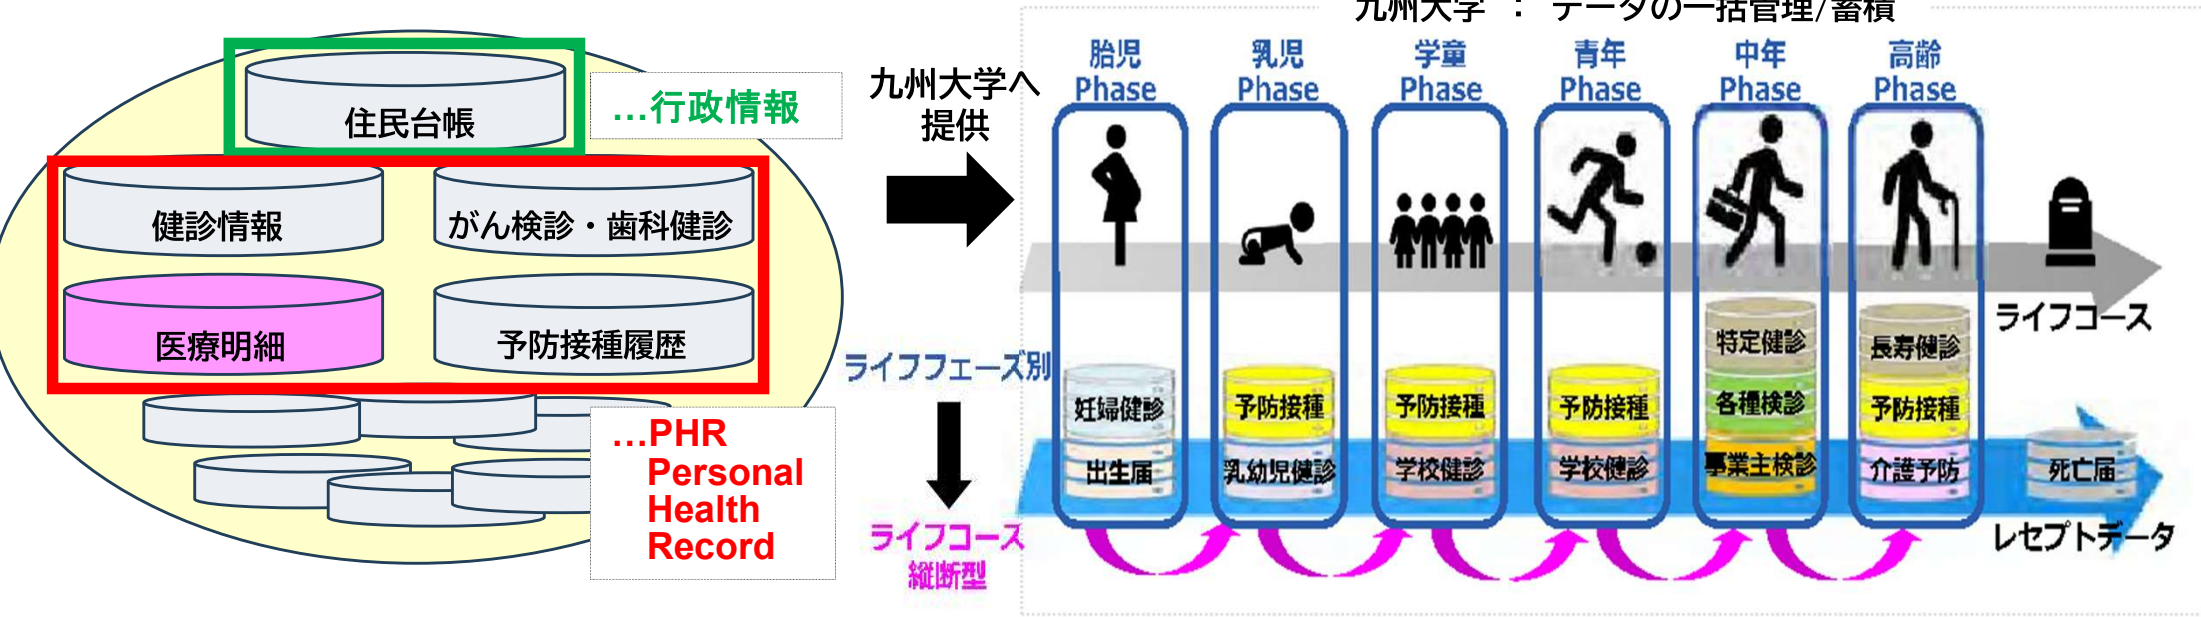 住民台帳
…行政情報
健診情報
がん検診・歯科健診
医療明細
予防接種履歴
…PHR
Personal
Health
Record
九州大学へ
提供
ライフフェーズ別
ライフコース
縦断型
九州大学 : データの一括管理/蓄積
胎児
Phase
乳児
Phase
学童
Phase
青年
Phase
中年
Phase
高齢
Phase
ライフコース
妊婦健診
出生届
予防接種
乳幼児健診
予防接種
学校健診
予防接種
学校健診
特定健診
各種検診
事業主検診
長寿健診
予防接種
介護予防
死亡届
レセプトデータ